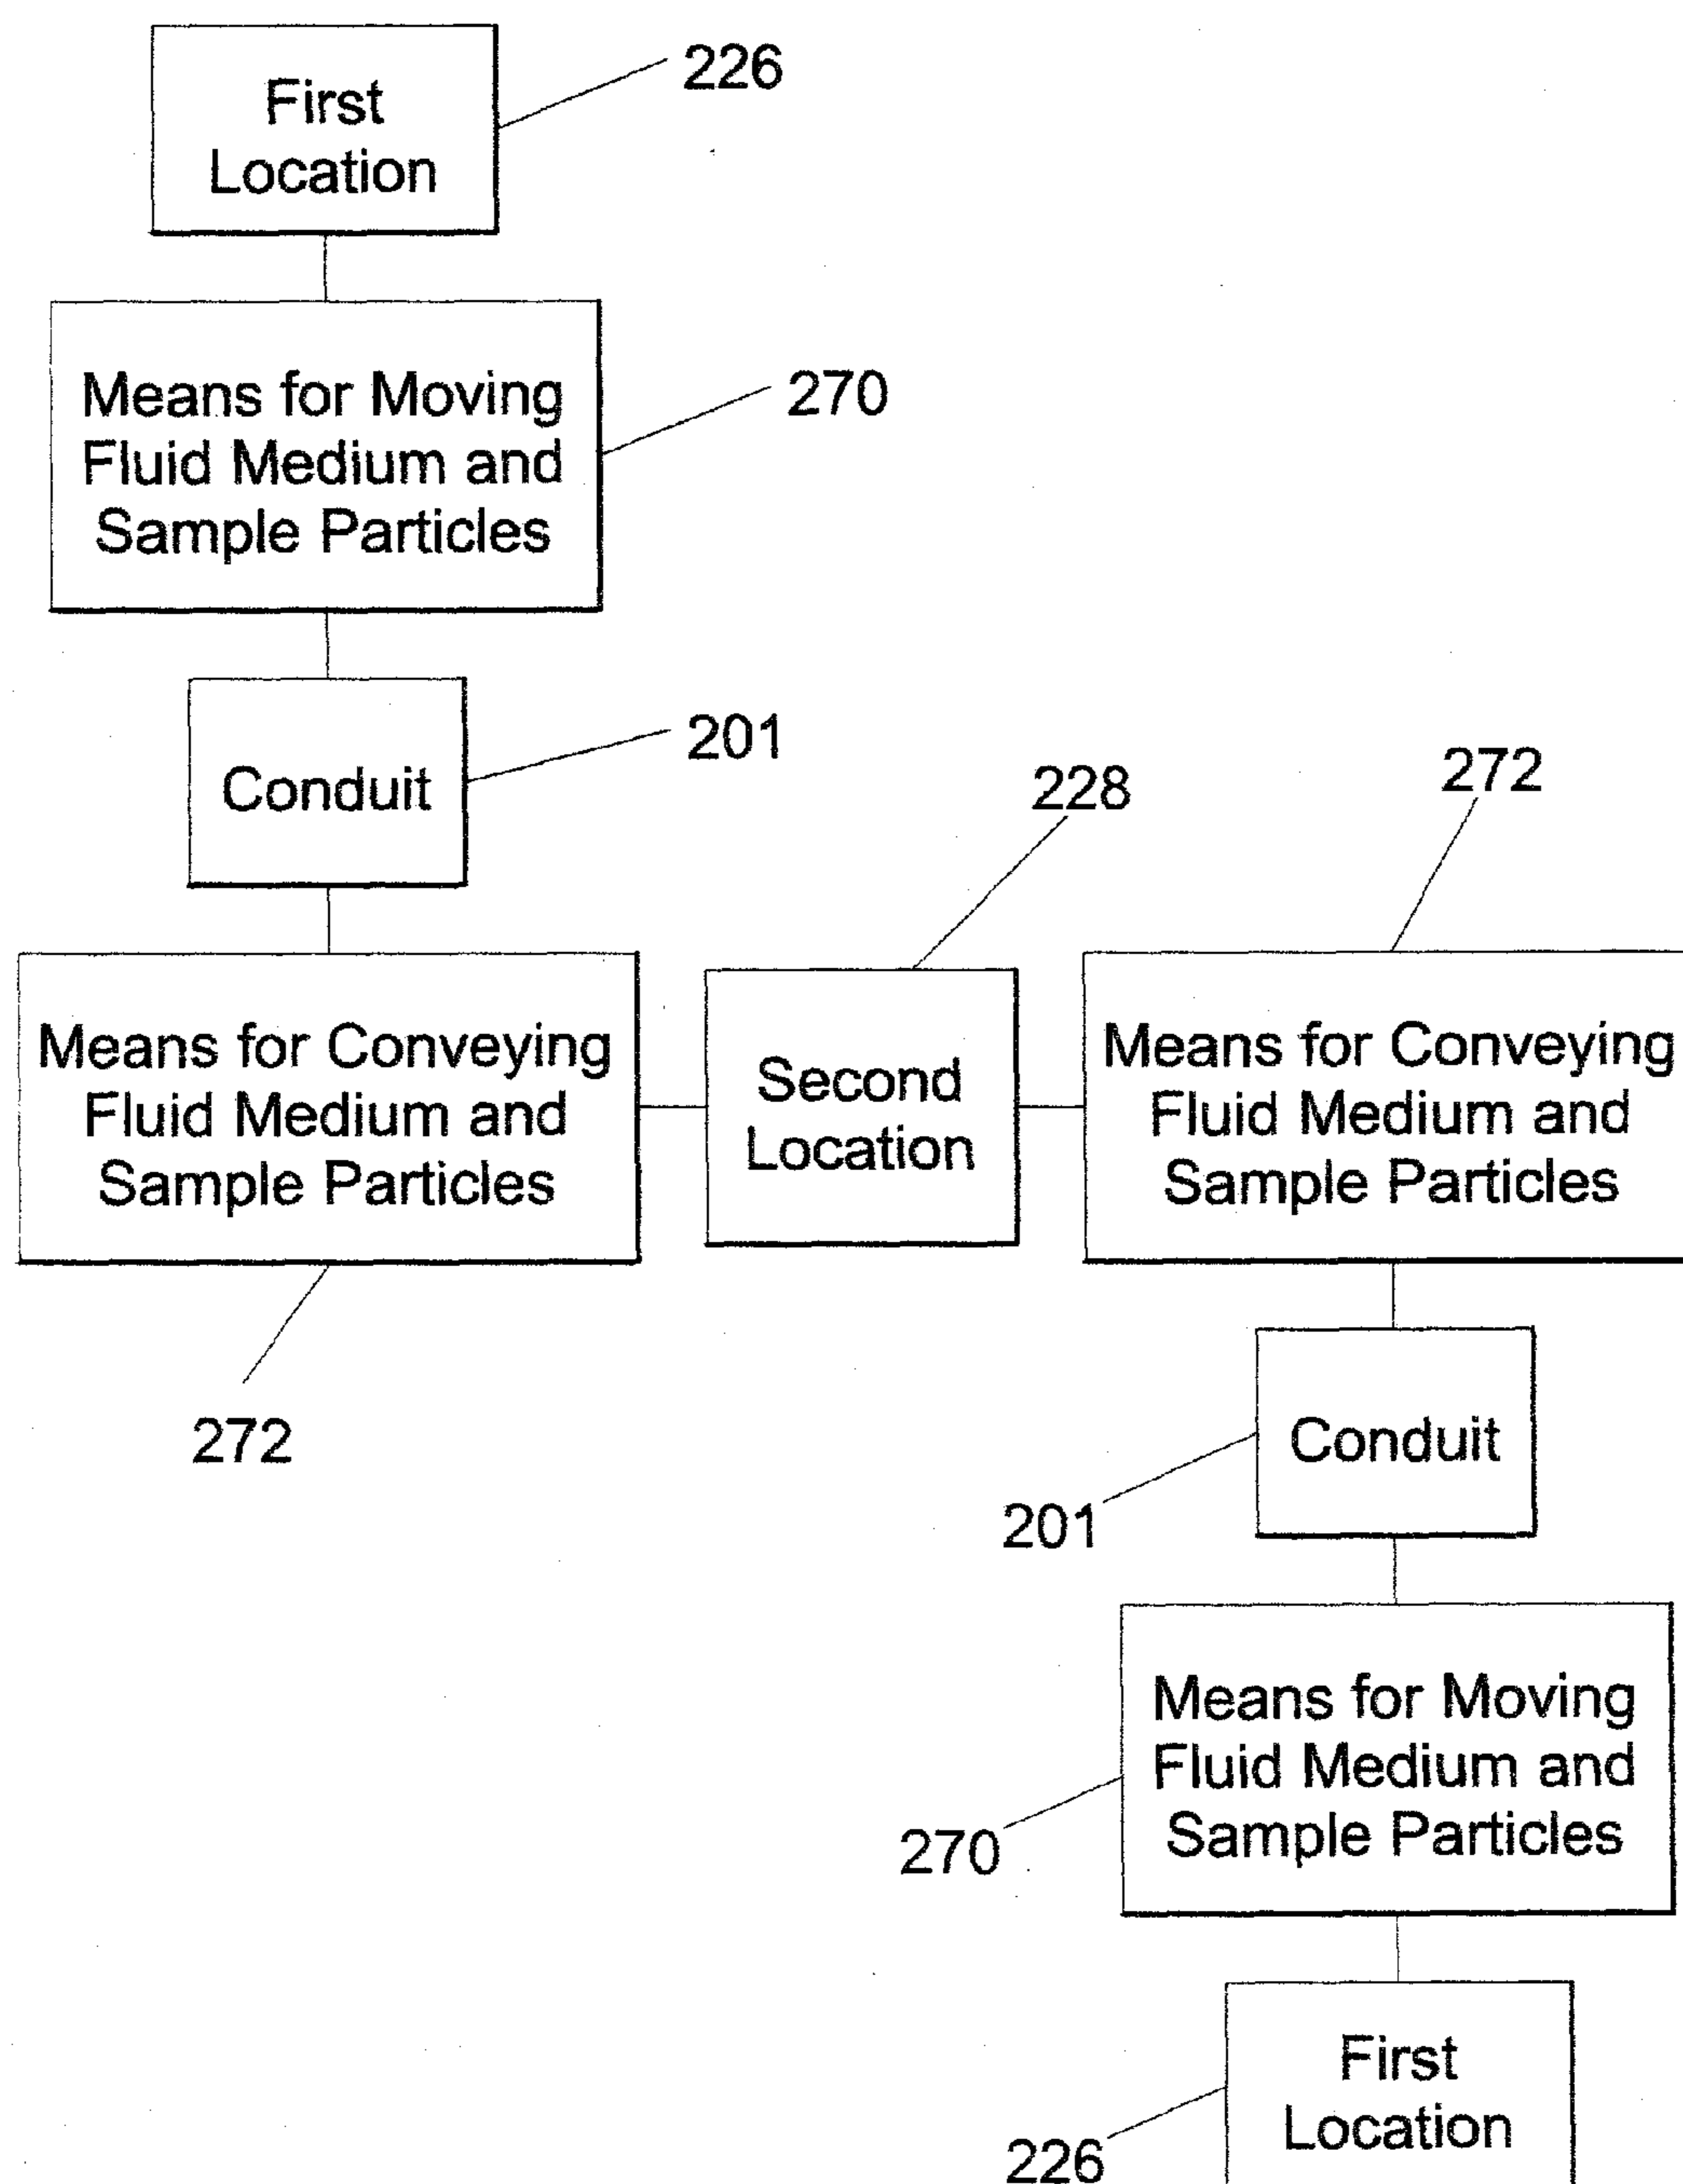 First
Location
226
Means for Moving
Fluid Medium and
Sample Particles
270
Conduit
201
Means for Conveying
Fluid Medium and
Sample Particles
272
228
Second
Location
272
Means for Conveying
Fluid Medium and
Sample Particles
Conduit
201
Means for Moving
Fluid Medium and
Sample Particles
270
First
Location
226